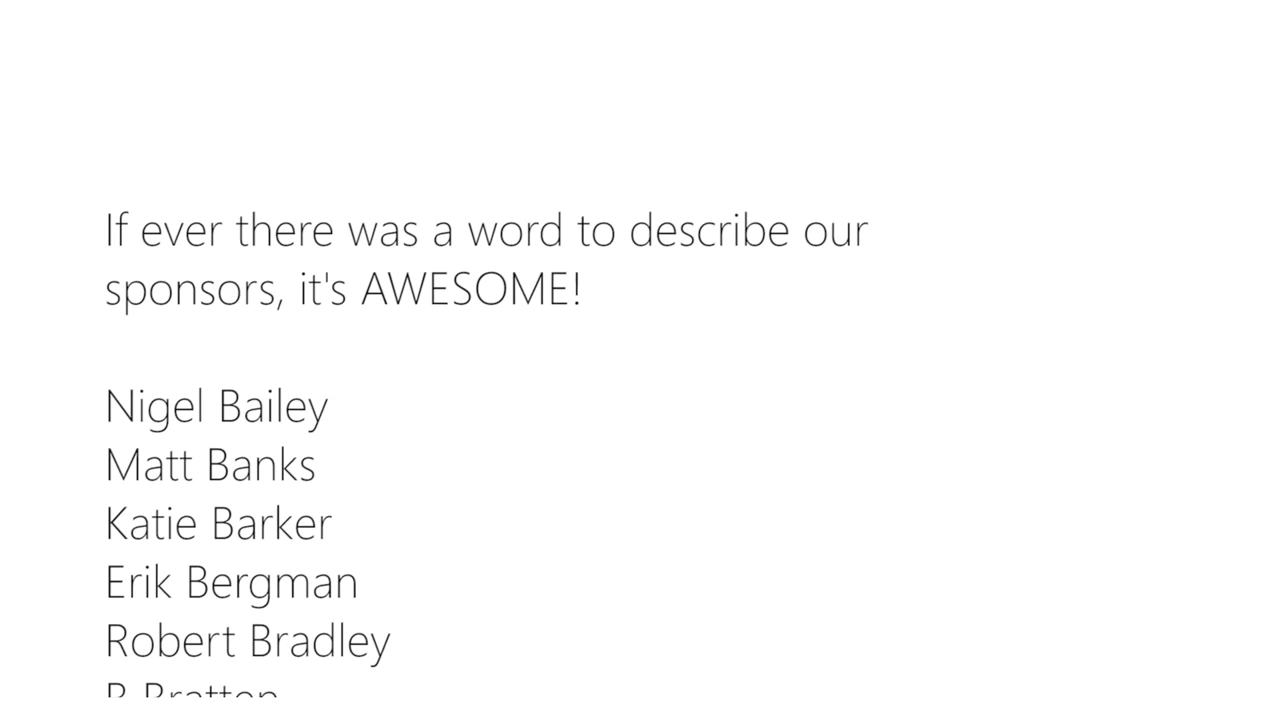 If ever there was a word to describe our
sponsors, it's AWESOME!
Nigel Bailey
Matt Banks
Katie Barker
Erik Bergman
Robert Bradley